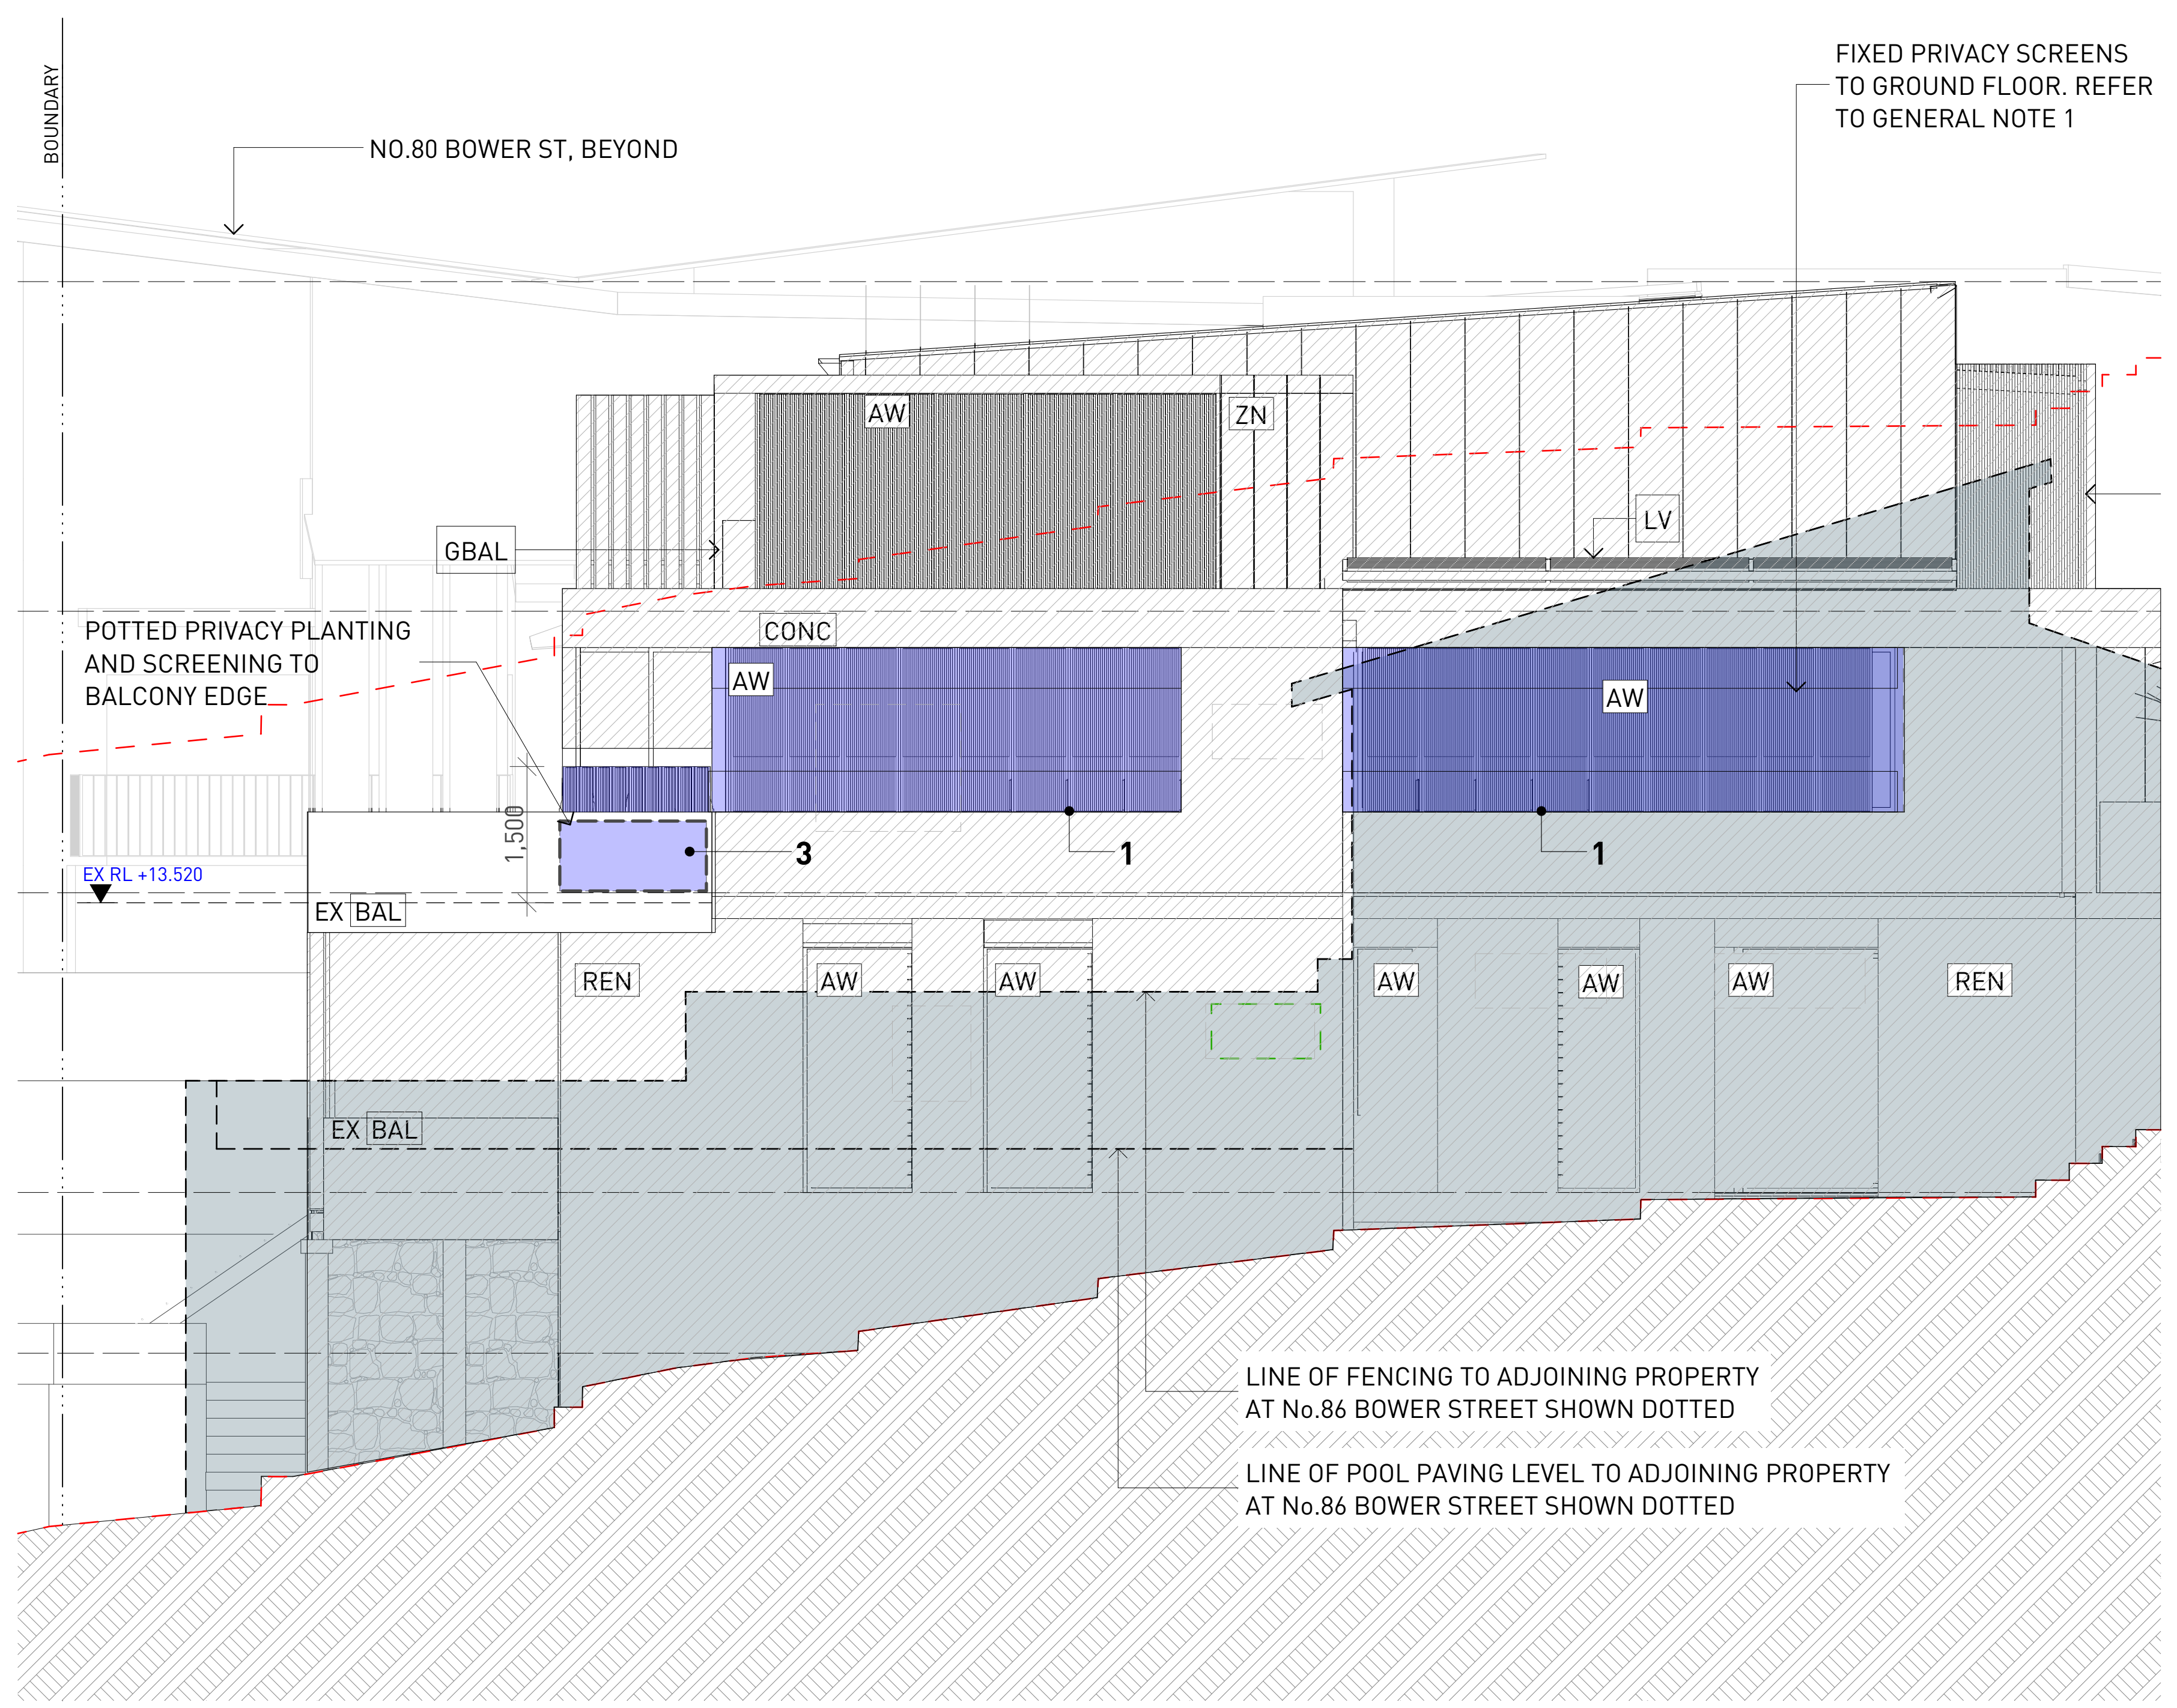 FIXED PRIVACY SCREENS
TO GROUND FLOOR. REFER
TO GENERAL NOTE 1
BOUNDARY
NO.80 BOWER ST, BEYOND
AW
ZN
LV
GBAL
POTTED PRIVACY PLANTING
AND SCREENING TO
BALCONY EDGE
CONC
AW
AW
1,500
3
1
1
EX RL +13.520
EX BAL
REN
AW
AW
AW
AW
AW
REN
EX BAL
LINE OF FENCING TO ADJOINING PROPERTY
AT No.86 BOWER STREET SHOWN DOTTED
LINE OF POOL PAVING LEVEL TO ADJOINING PROPERTY
AT No.86 BOWER STREET SHOWN DOTTED